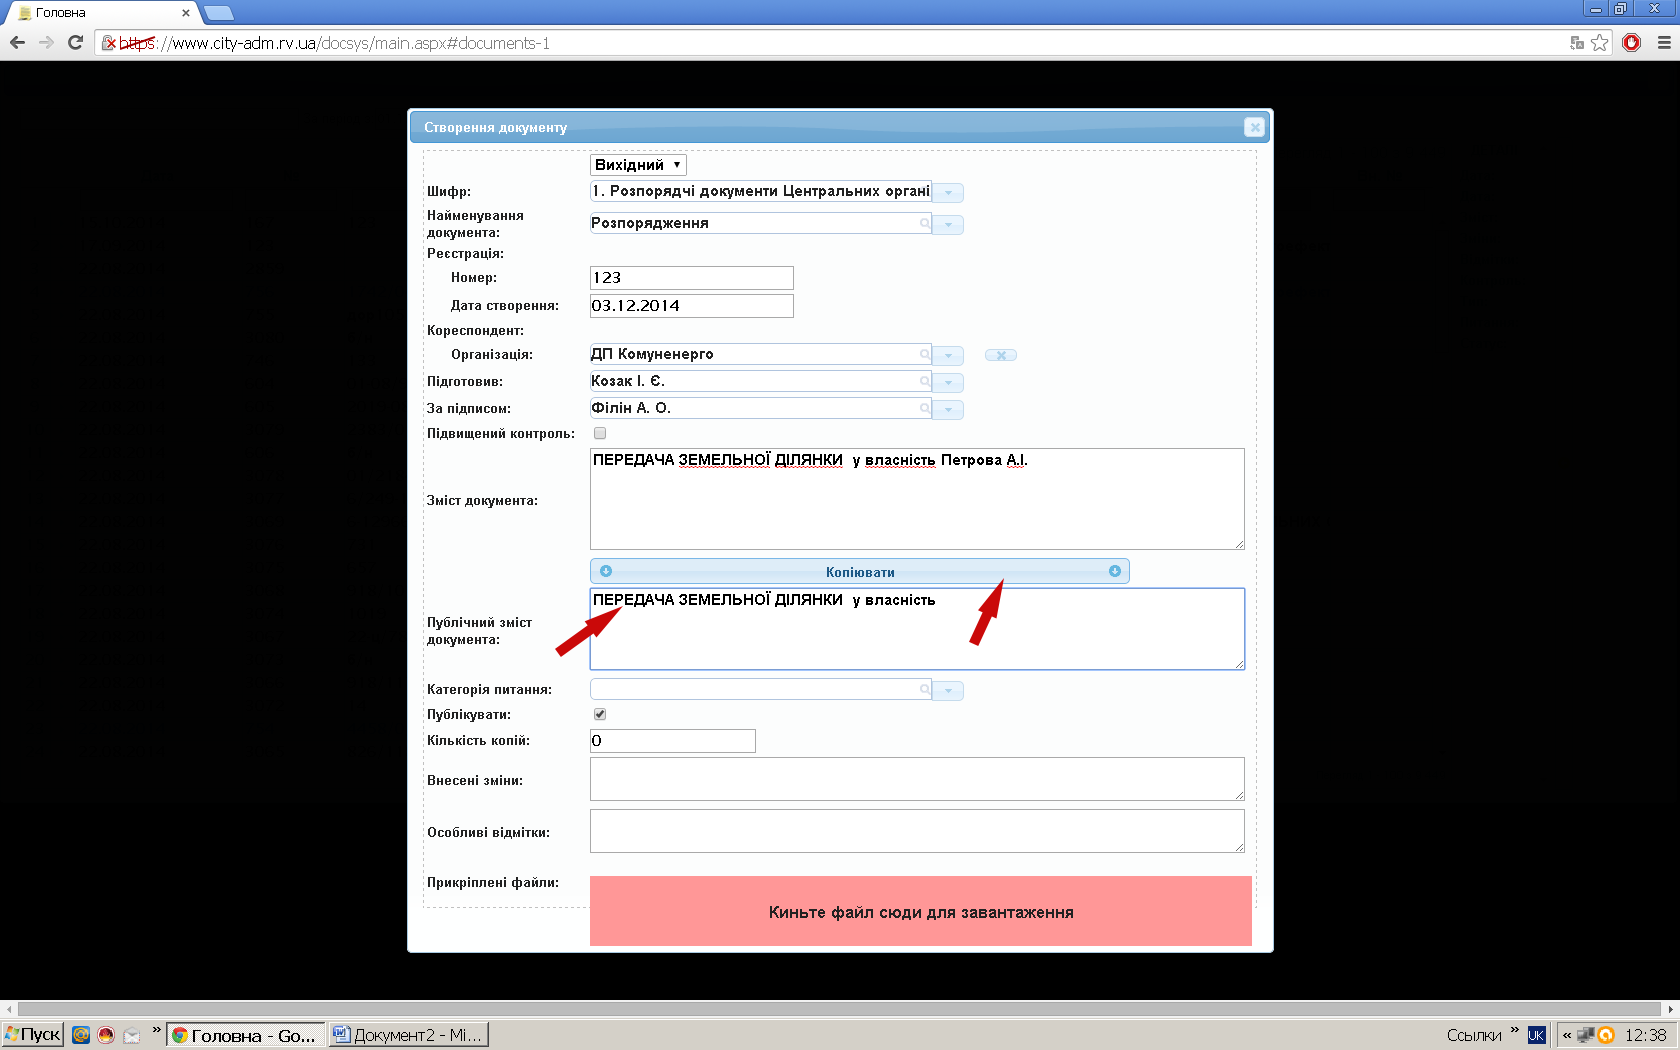 Головна
https://www.city-adm.rv.ua/docsys/main.aspx#documents-1
Створення документу
Вихідний
Шифр:
1. Розпорядчі документи Центральних органі
Найменування
документа:
Розпорядження
Реєстрація:
Номер:
123
Дата створення:
03.12.2014
Кореспондент:
Організація:
ДП Комуненерго
Підготовив:
Козак І. Є.
За підписом:
Філін А. О.
Підвищений контроль:
Зміст документа:
ПЕРЕДАЧА ЗЕМЕЛЬНОЇ ДІЛЯНКИ  у власність Петрова А.І.
Копіювати
Публічний зміст
документа:
ПЕРЕДАЧА ЗЕМЕЛЬНОЇ ДІЛЯНКИ  у власність
Категорія питання:
Публікувати:
Кількість копій:
0
Внесені зміни:
Особливі відмітки:
Прикріплені файли:
Киньте файл сюди для завантаження
Пуск
»
Головна - Go...
Документ2 - Mi...
Ссылки
»
UK
«
12:38